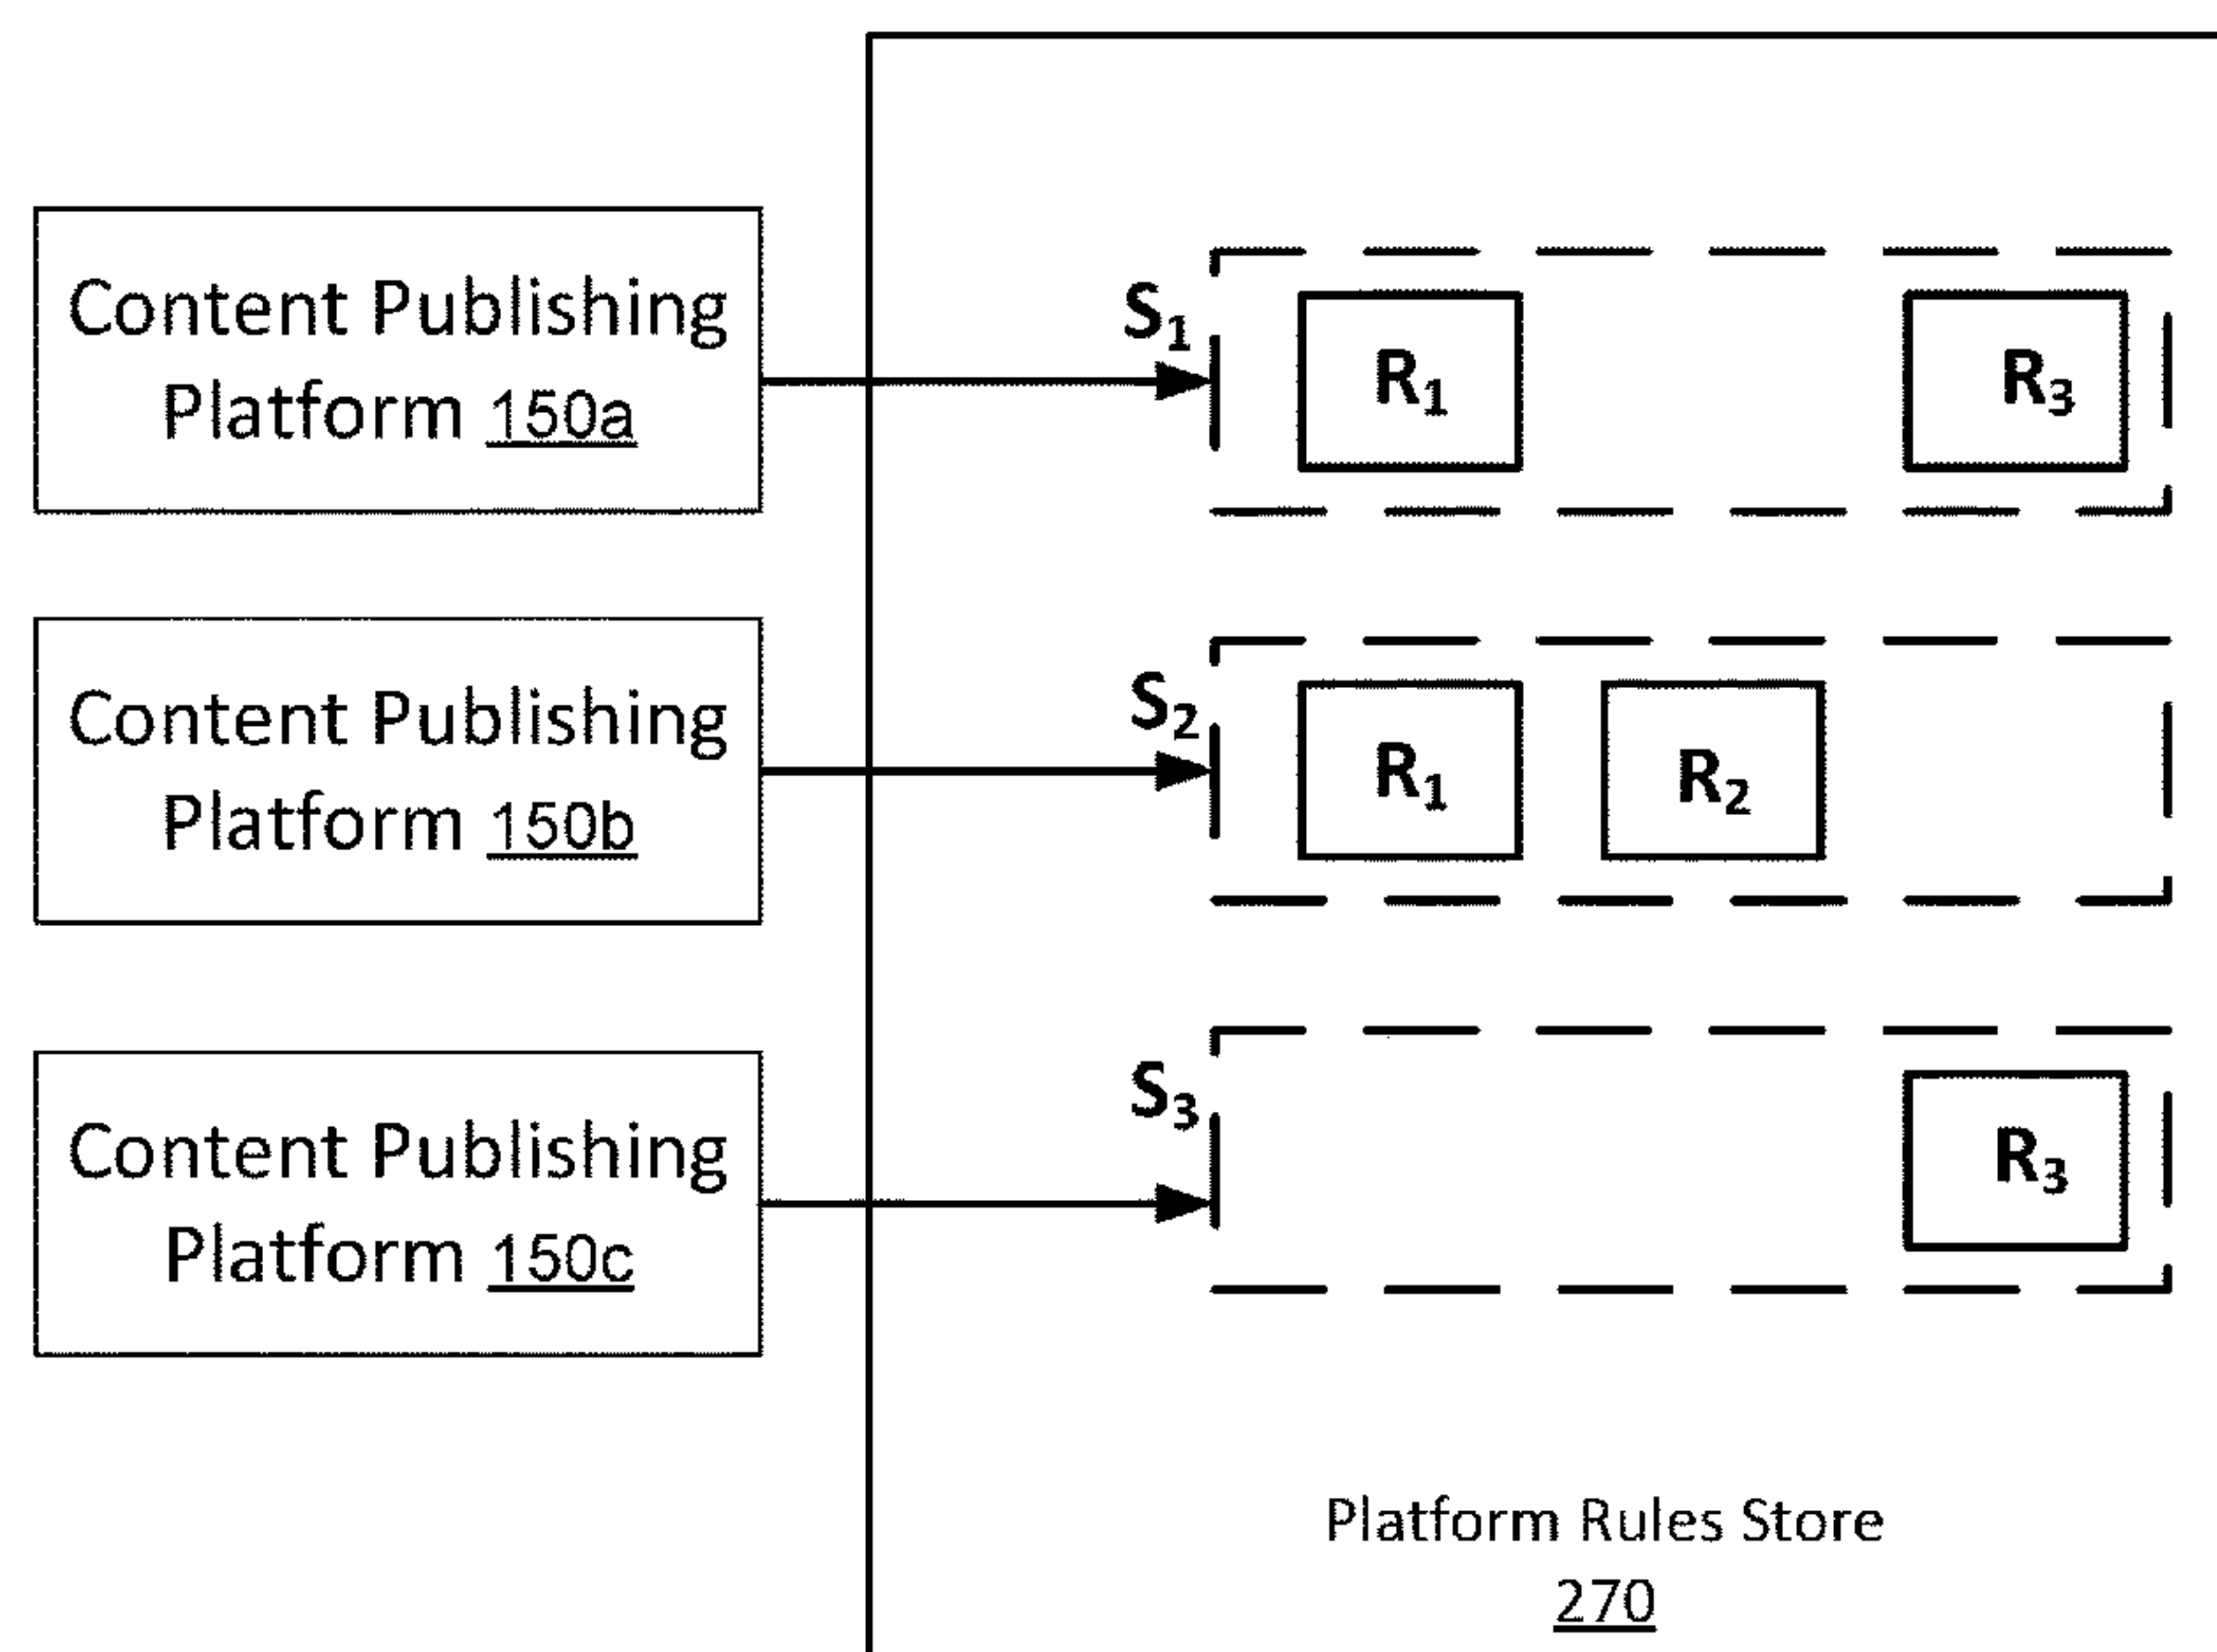 Content Publishing
Platform 150a
S₁
R₁
R₃
Content Publishing
Platform 150b
S₂
R₁
R₂
Content Publishing
Platform 150c
S₃
R₃
Platform Rules Store
270